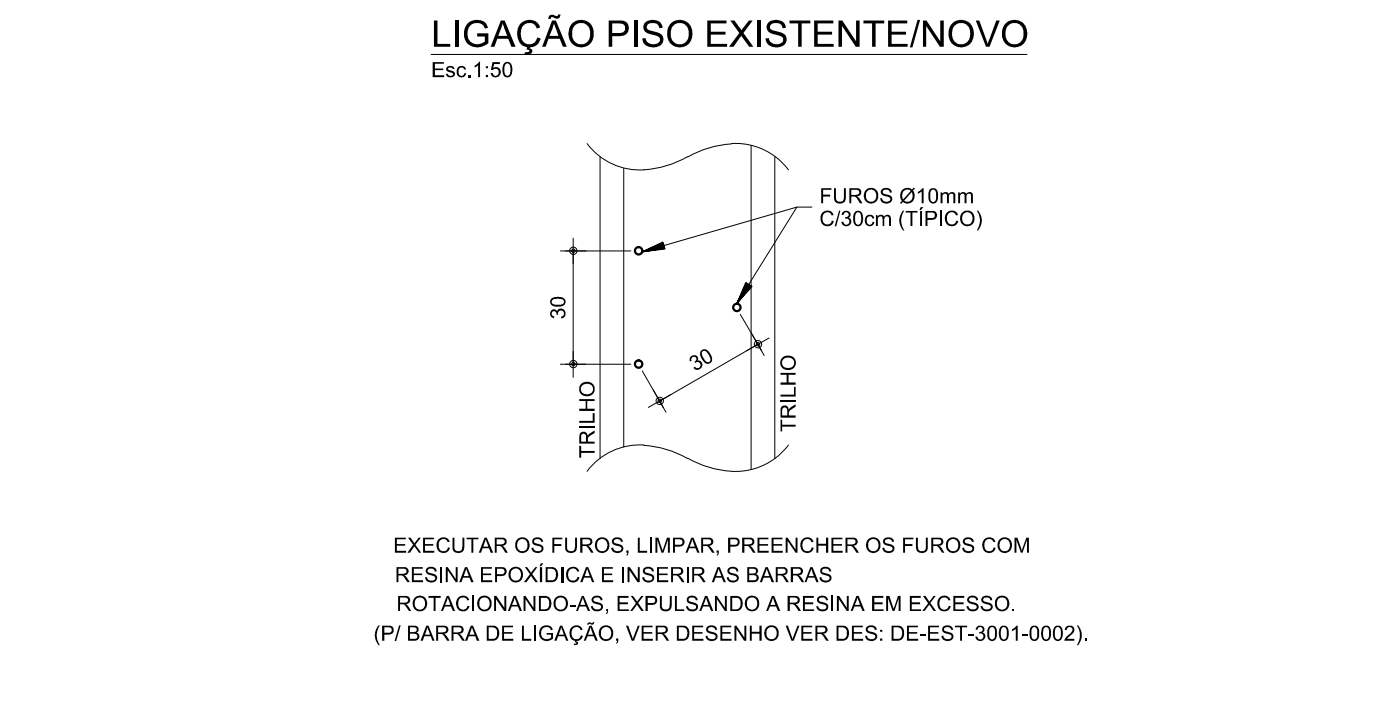 LIGAÇÃO PISO EXISTENTE/NOVO
Esc.1:50
FUROS Ø10mm
C/30cm (TÍPICO)
30
30
TRILHO
TRILHO
EXECUTAR OS FUROS, LIMPAR, PREENCHER OS FUROS COM
RESINA EPOXÍDICA E INSERIR AS BARRAS
ROTACIONANDO-AS, EXPULSANDO A RESINA EM EXCESSO.
(P/ BARRA DE LIGAÇÃO, VER DESENHO VER DES: DE-EST-3001-0002).